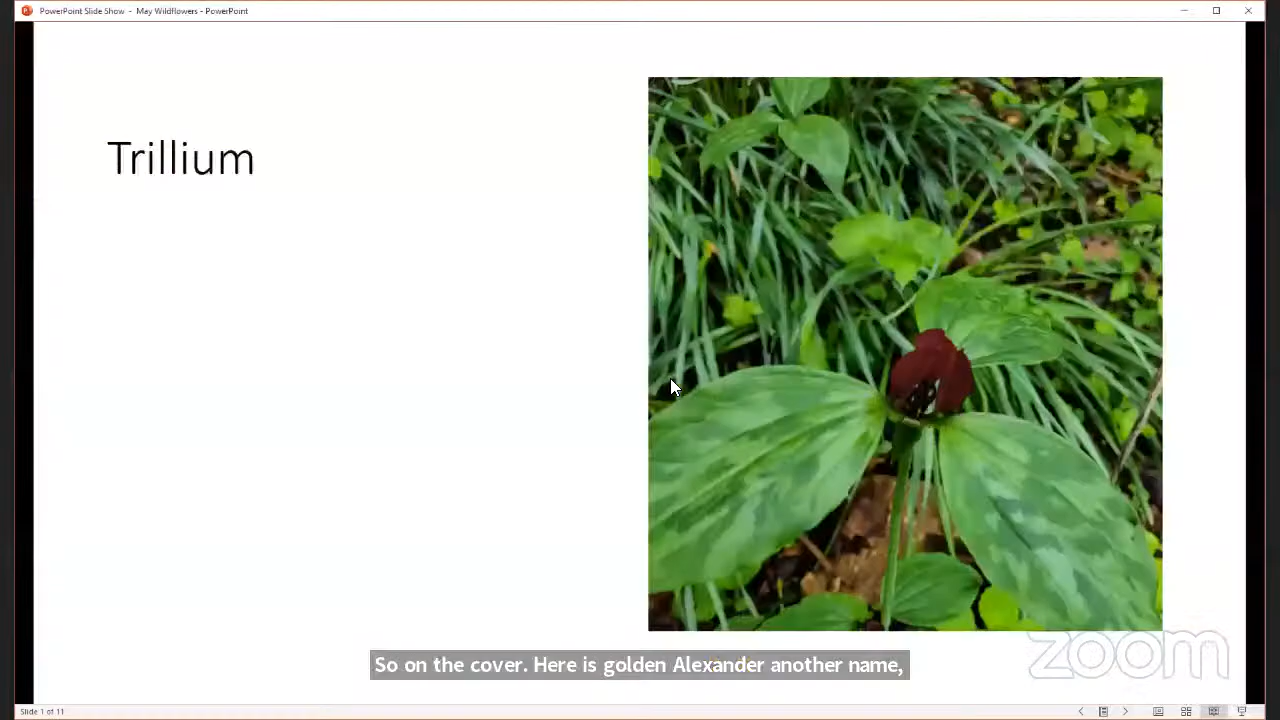 PowerPoint Slide Show - May Wildflowers - PowerPoint
Trillium
So on the cover. Here is golden Alexander another name,
zoom
Slide 1 of 11